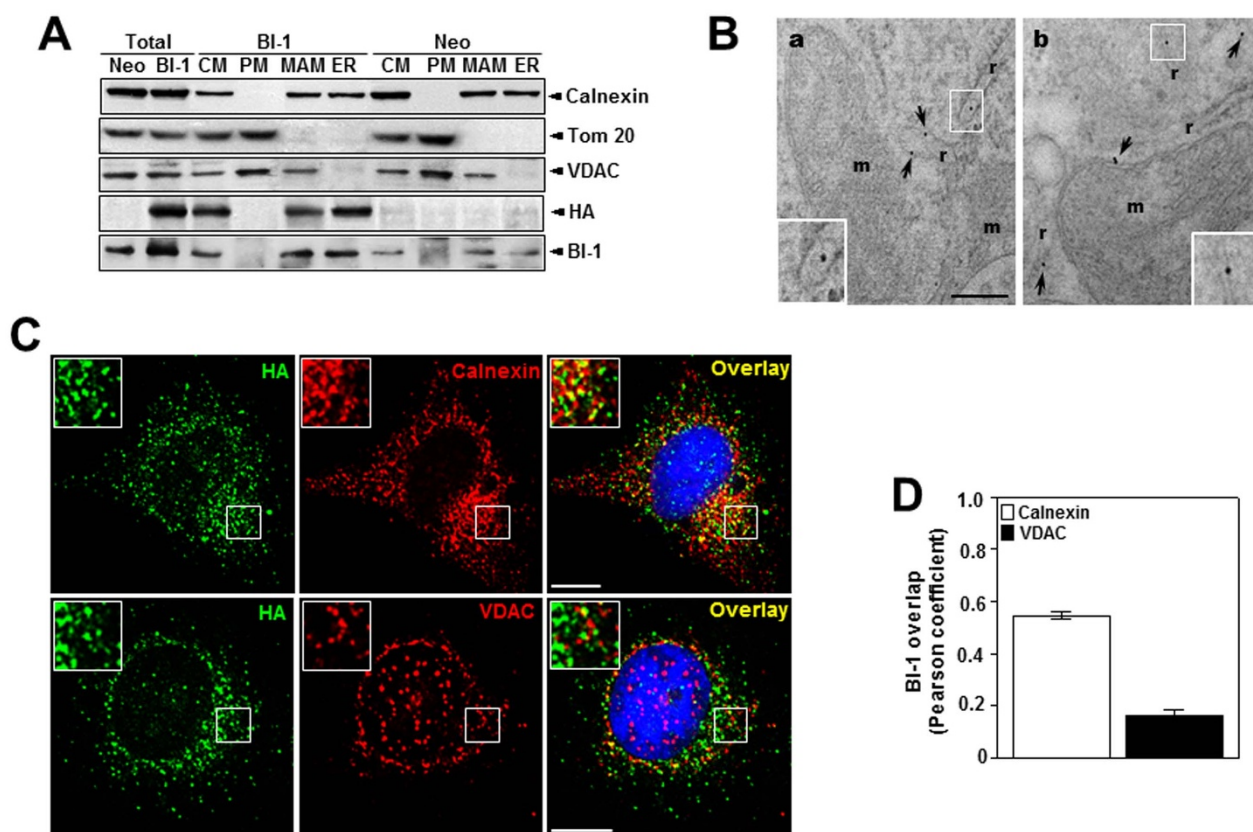 A
Total BI-1 Neo
Neo BI-1 CM PM MAM ER CM PM MAM ER
Calnexin
Tom 20
VDAC
HA
BI-1
B
a
r
m
r
m
b
r
r
m
r
C
HA
Calnexin
Overlay
HA
VDAC
Overlay
D
1.0
0.8
0.6
0.4
0.2
0
BI-1 overlap
(Pearson coefficient)
Calnexin
VDAC